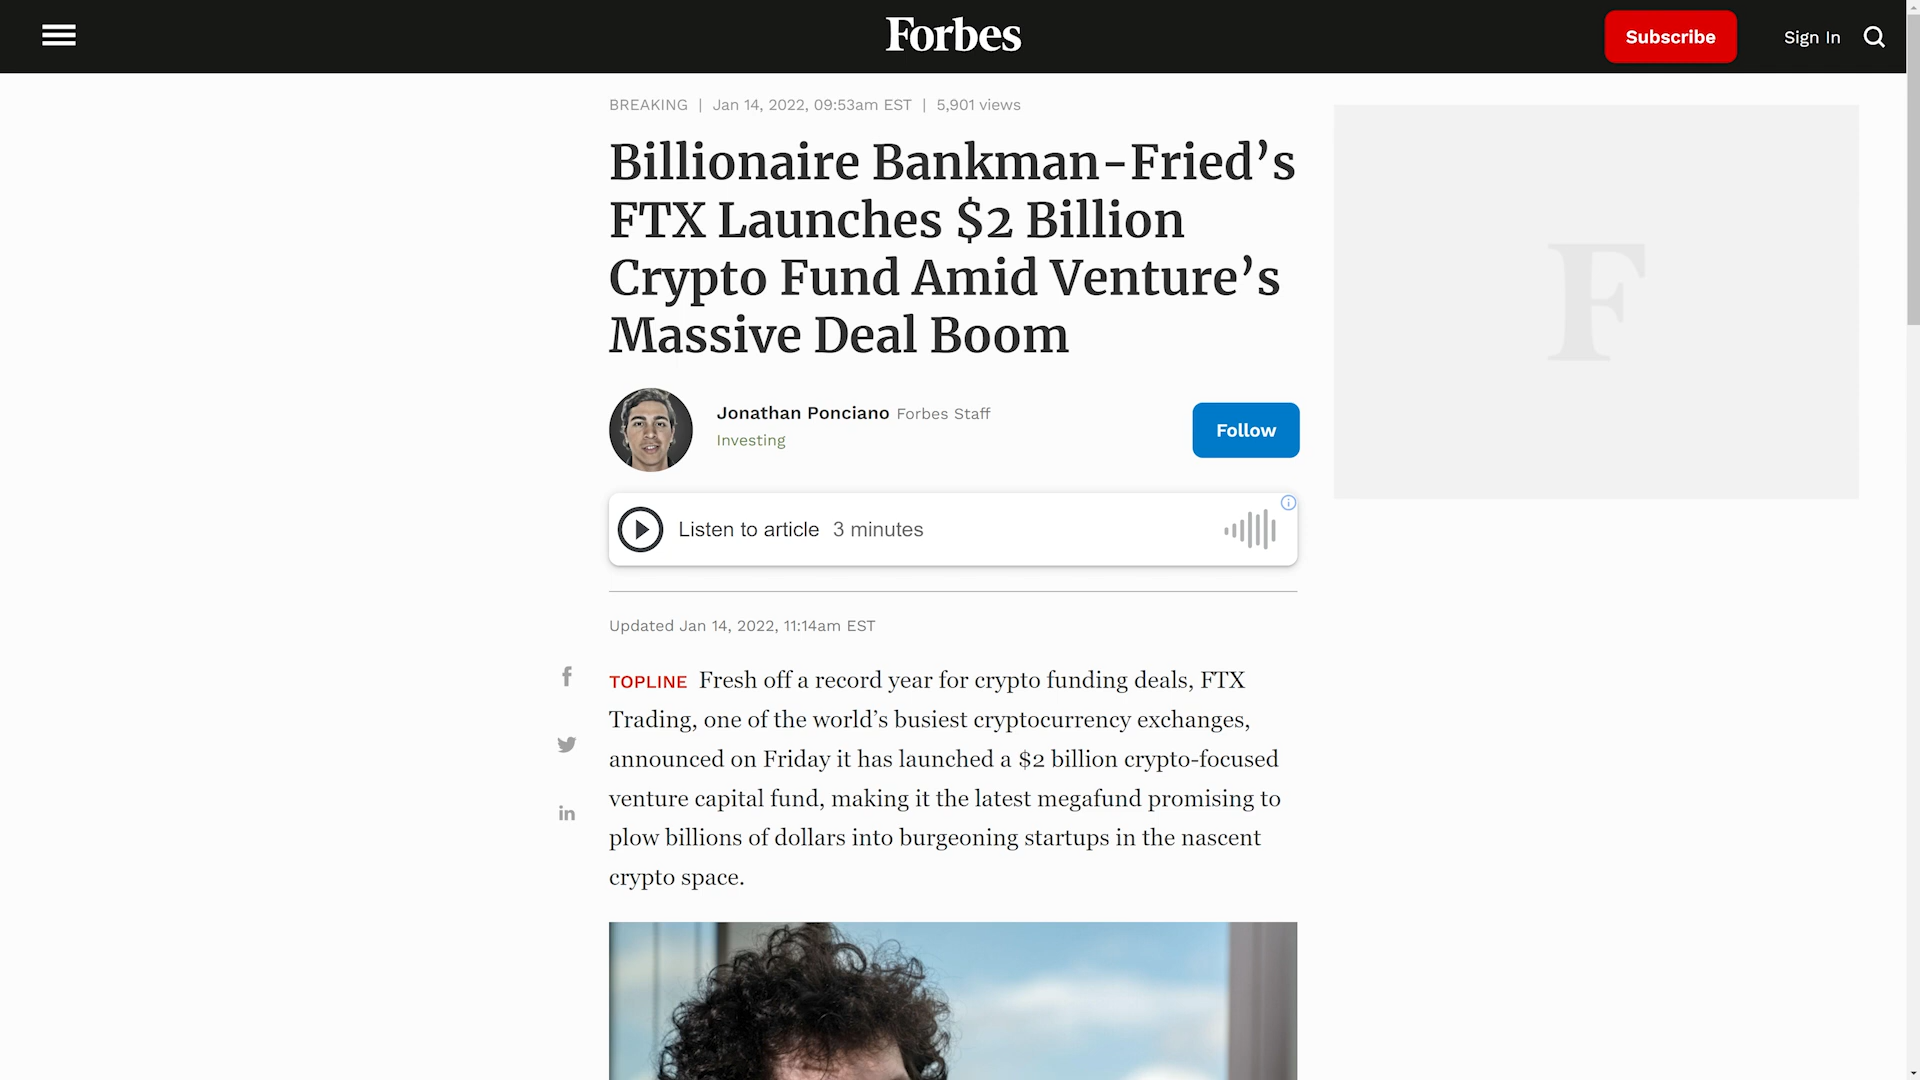 Forbes
Subscribe
Sign In
BREAKING | Jan 14, 2022, 09:53am EST | 5,901 views
Billionaire Bankman-Fried’s
FTX Launches $2 Billion
Crypto Fund Amid Venture’s
Massive Deal Boom
Jonathan Ponciano Forbes Staff
Investing
Follow
Listen to article 3 minutes
Updated Jan 14, 2022, 11:14am EST
TOPLINE Fresh off a record year for crypto funding deals, FTX
Trading, one of the world’s busiest cryptocurrency exchanges,
announced on Friday it has launched a $2 billion crypto-focused
venture capital fund, making it the latest megafund promising to
plow billions of dollars into burgeoning startups in the nascent
crypto space.
F